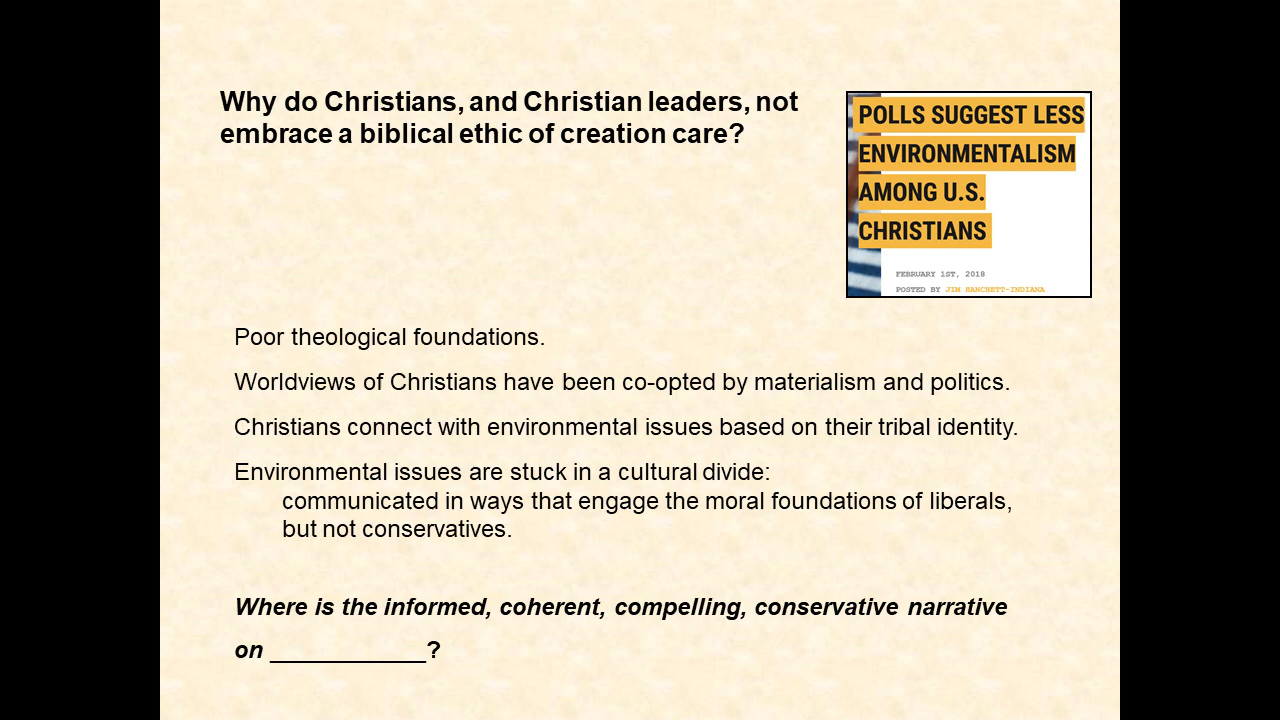 Why do Christians, and Christian leaders, not
embrace a biblical ethic of creation care?
POLLS SUGGEST LESS
ENVIRONMENTALISM
AMONG U.S.
CHRISTIANS
FEBRUARY 1ST, 2018
POSTED BY JIM HANCHETT-INDIANA
Poor theological foundations.
Worldviews of Christians have been co-opted by materialism and politics.
Christians connect with environmental issues based on their tribal identity.
Environmental issues are stuck in a cultural divide:
communicated in ways that engage the moral foundations of liberals,
but not conservatives.
Where is the informed, coherent, compelling, conservative narrative
on ____________?